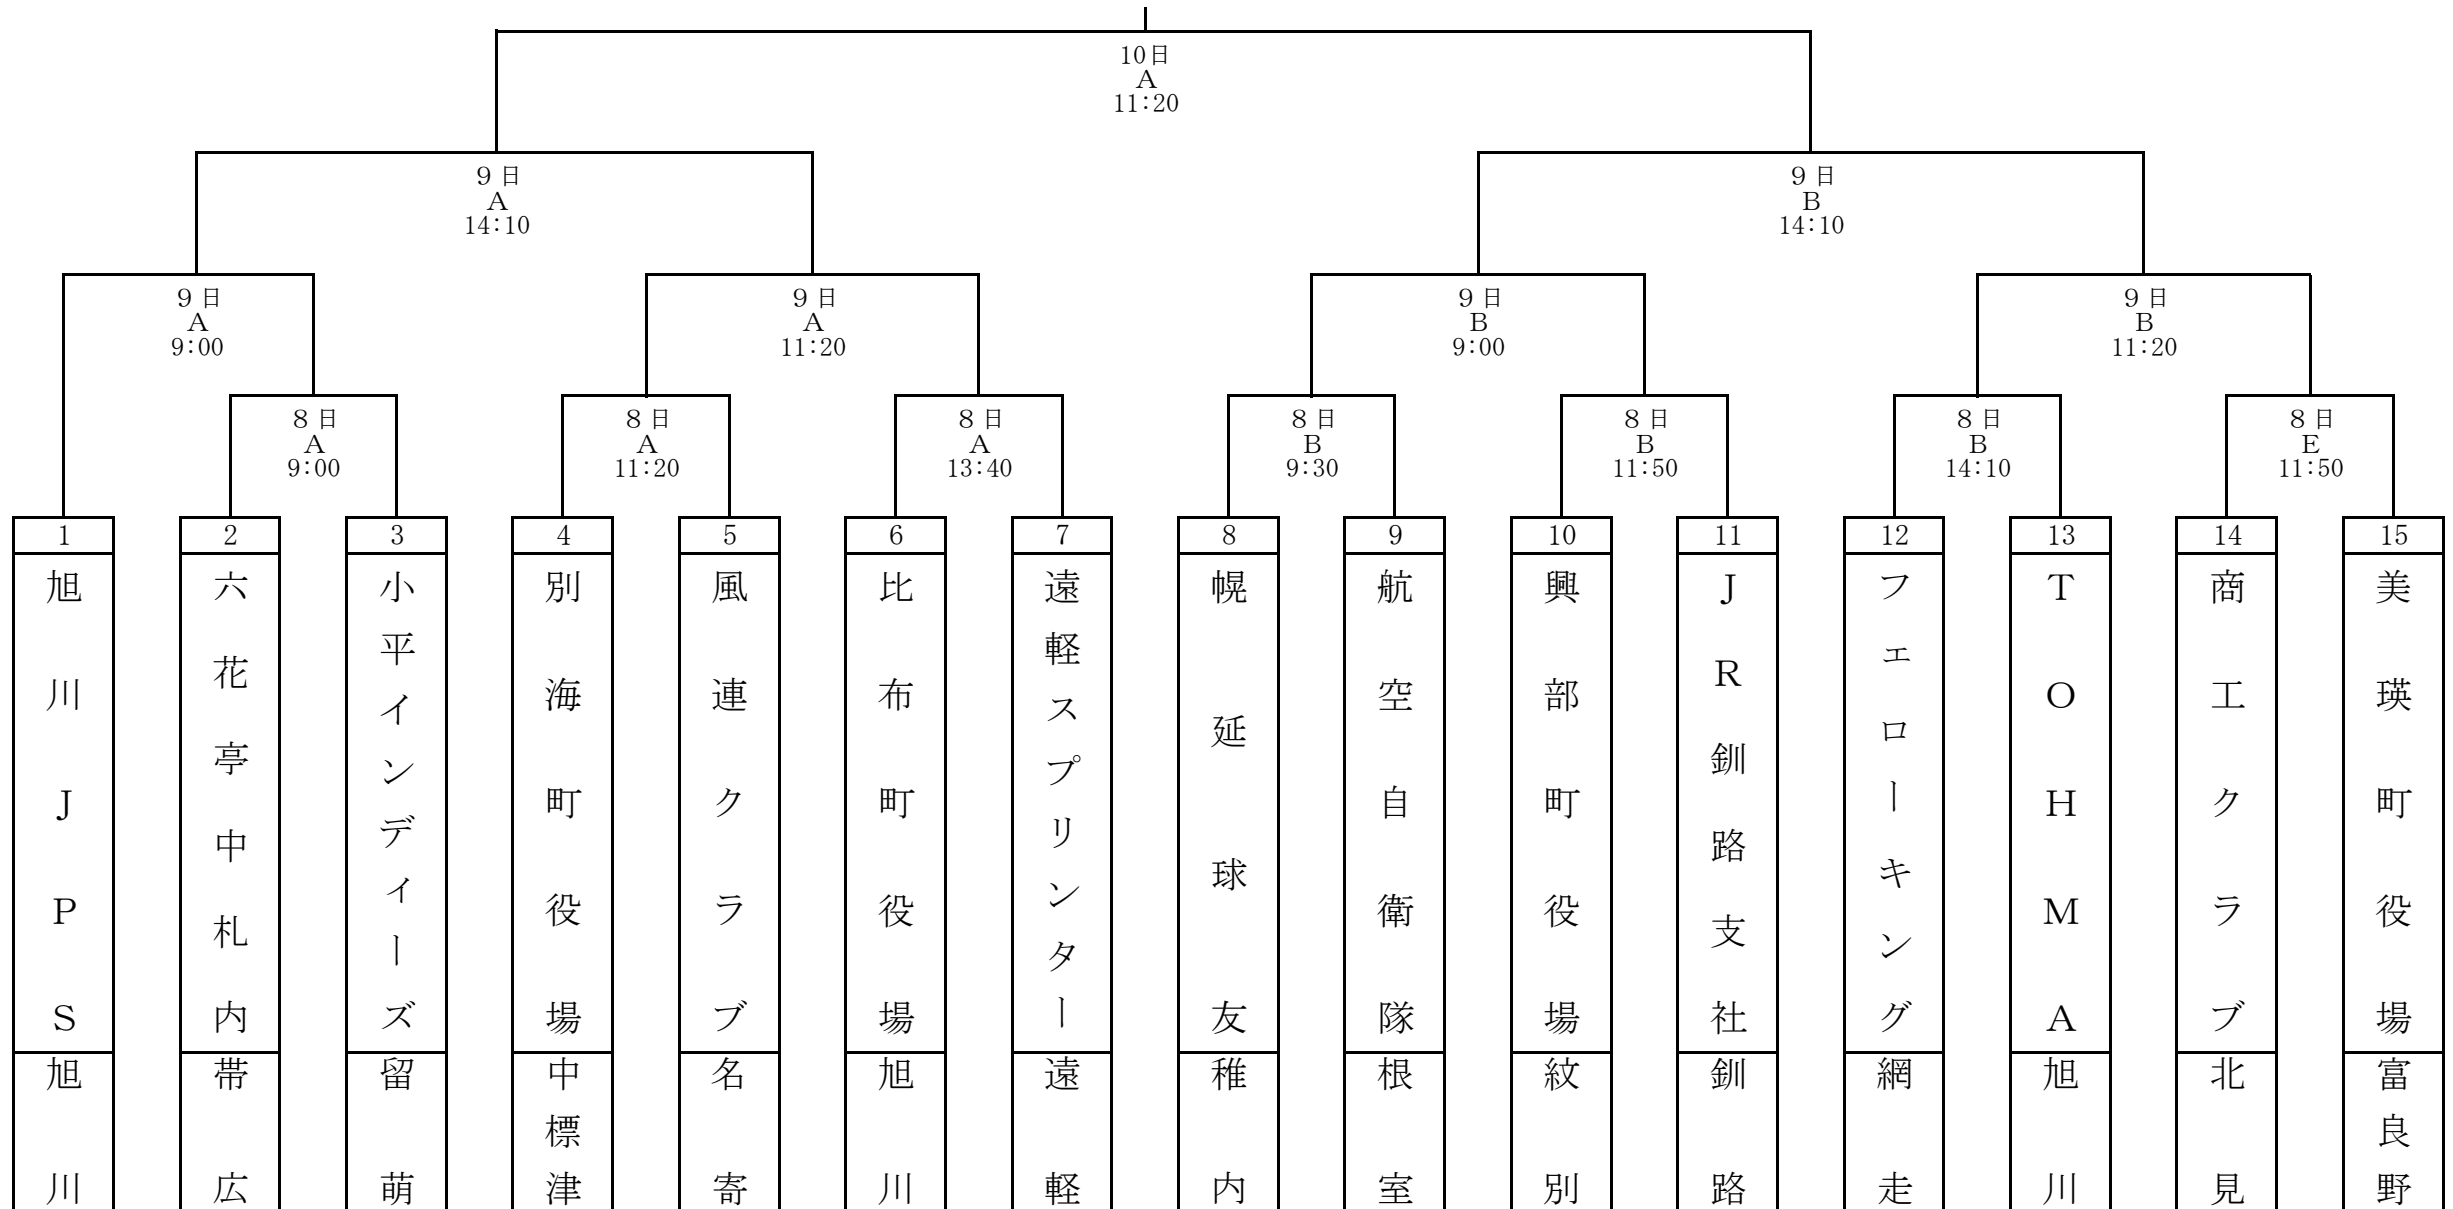 10日
A
11:20
9日
A
14:10
9日
B
14:10
9日
A
9:00
9日
A
11:20
9日
B
9:00
9日
B
11:20
8日
A
9:00
8日
A
11:20
8日
A
13:40
8日
B
9:30
8日
B
11:50
8日
B
14:10
8日
E
11:50
1
旭川JPS
旭川
2
六花亭中札内
帯広
3
小平インディーズ
留萌
4
別海町役場
中標津
5
風連クラブ
名寄
6
比布町役場
旭川
7
遠軽スプリンター
遠軽
8
幌延球友
稚内
9
航空自衛隊
根室
10
興部町役場
紋別
11
JR釧路支社
釧路
12
フェローキング
網走
13
TOHMA
旭川
14
商工クラブ
北見
15
美瑛町役場
富良野